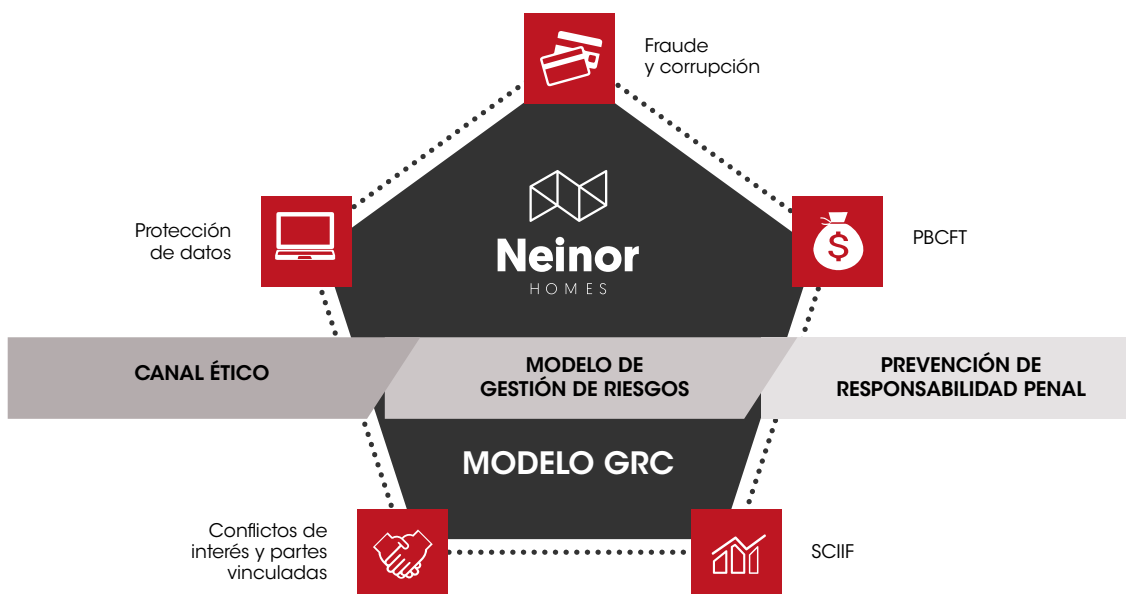 Fraude
y corrupción
Protección
de datos
Neinor
HOMES
$
PBCFT
CANAL ÉTICO
MODELO DE
GESTIÓN DE RIESGOS
PREVENCIÓN DE
RESPONSABILIDAD PENAL
MODELO GRC
Conflictos de
interés y partes
vinculadas
SCIIF